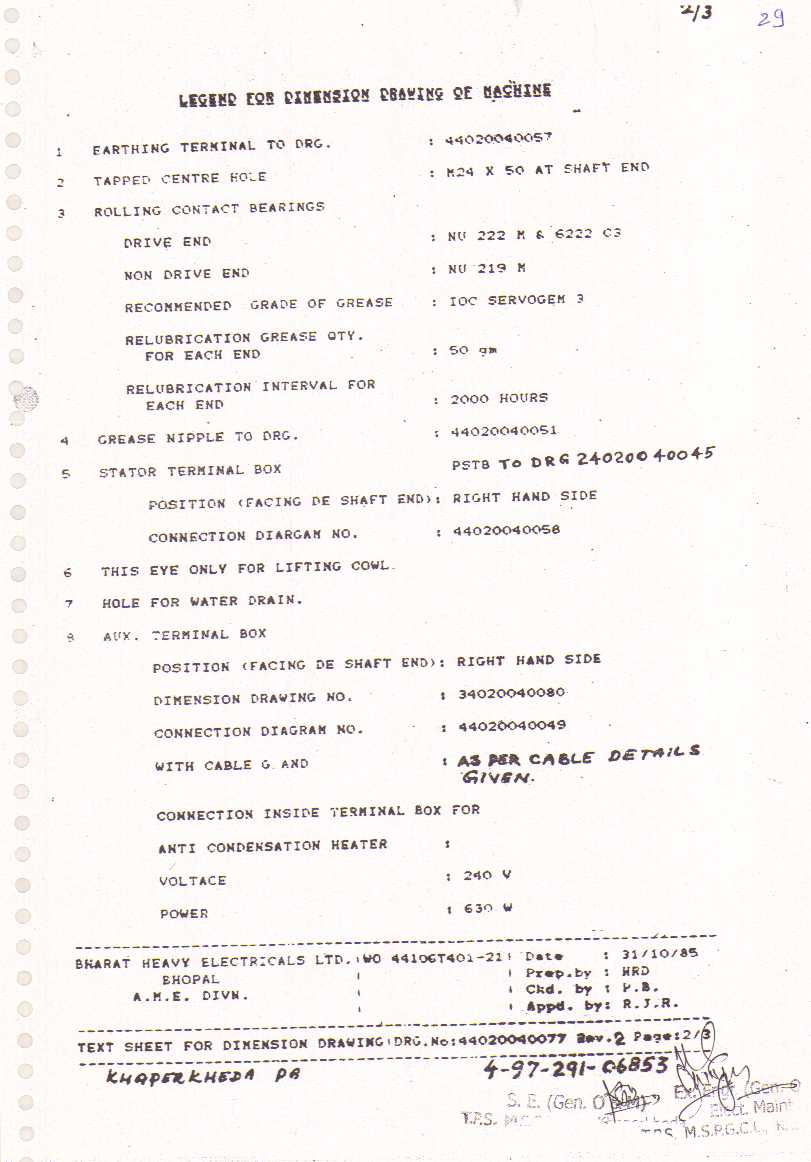 2/3 29
LEGEND FOR DIMENSION DRAWING OF MACHINE
1 EARTHING TERMINAL TO DRG. : 44020040057
2 TAPPED CENTRE HOLE : M24 X 50 AT SHAFT END
3 ROLLING CONTACT BEARINGS
DRIVE END : NU 222 M & 6222 C3
NON DRIVE END : NU 219 M
RECOMMENDED GRADE OF GREASE : IOC SERVOGEM 3
RELUBRICATION GREASE QTY.
FOR EACH END : 50 gm
RELUBRICATION INTERVAL FOR
EACH END : 2000 HOURS
4 GREASE NIPPLE TO DRG. : 44020040051
5 STATOR TERMINAL BOX PSTB TO DRG 24020040045
POSITION (FACING DE SHAFT END): RIGHT HAND SIDE
CONNECTION DIARGAM NO. : 44020040058
6 THIS EYE ONLY FOR LIFTING COWL.
7 HOLE FOR WATER DRAIN.
8 AUX. TERMINAL BOX
POSITION (FACING DE SHAFT END): RIGHT HAND SIDE
DIMENSION DRAWING NO. : 34020040080
CONNECTION DIAGRAM NO. : 44020040049
WITH CABLE G AND : AS PER CABLE DETAILS
GIVEN.
CONNECTION INSIDE TERMINAL BOX FOR
ANTI CONDENSATION HEATER :
VOLTAGE : 240 V
POWER : 630 W
BHARAT HEAVY ELECTRICALS LTD. WO 44106T401-21 Date : 31/10/85
BHOPAL Prep.by : HRD
A.M.E. DIVN. Ckd. by : P.B.
Appd. by: R.J.R.
TEXT SHEET FOR DIMENSION DRAWING DRG.No:44020040077 Rev.2 Page:2/3
KHAPERKHEDA PB 4-97-291-06853
S. E. (Gen. O Ex. Engr (Gen. O
T.P.S. Elect. Maint
T.P.S, M.S.P.G.C.L., K